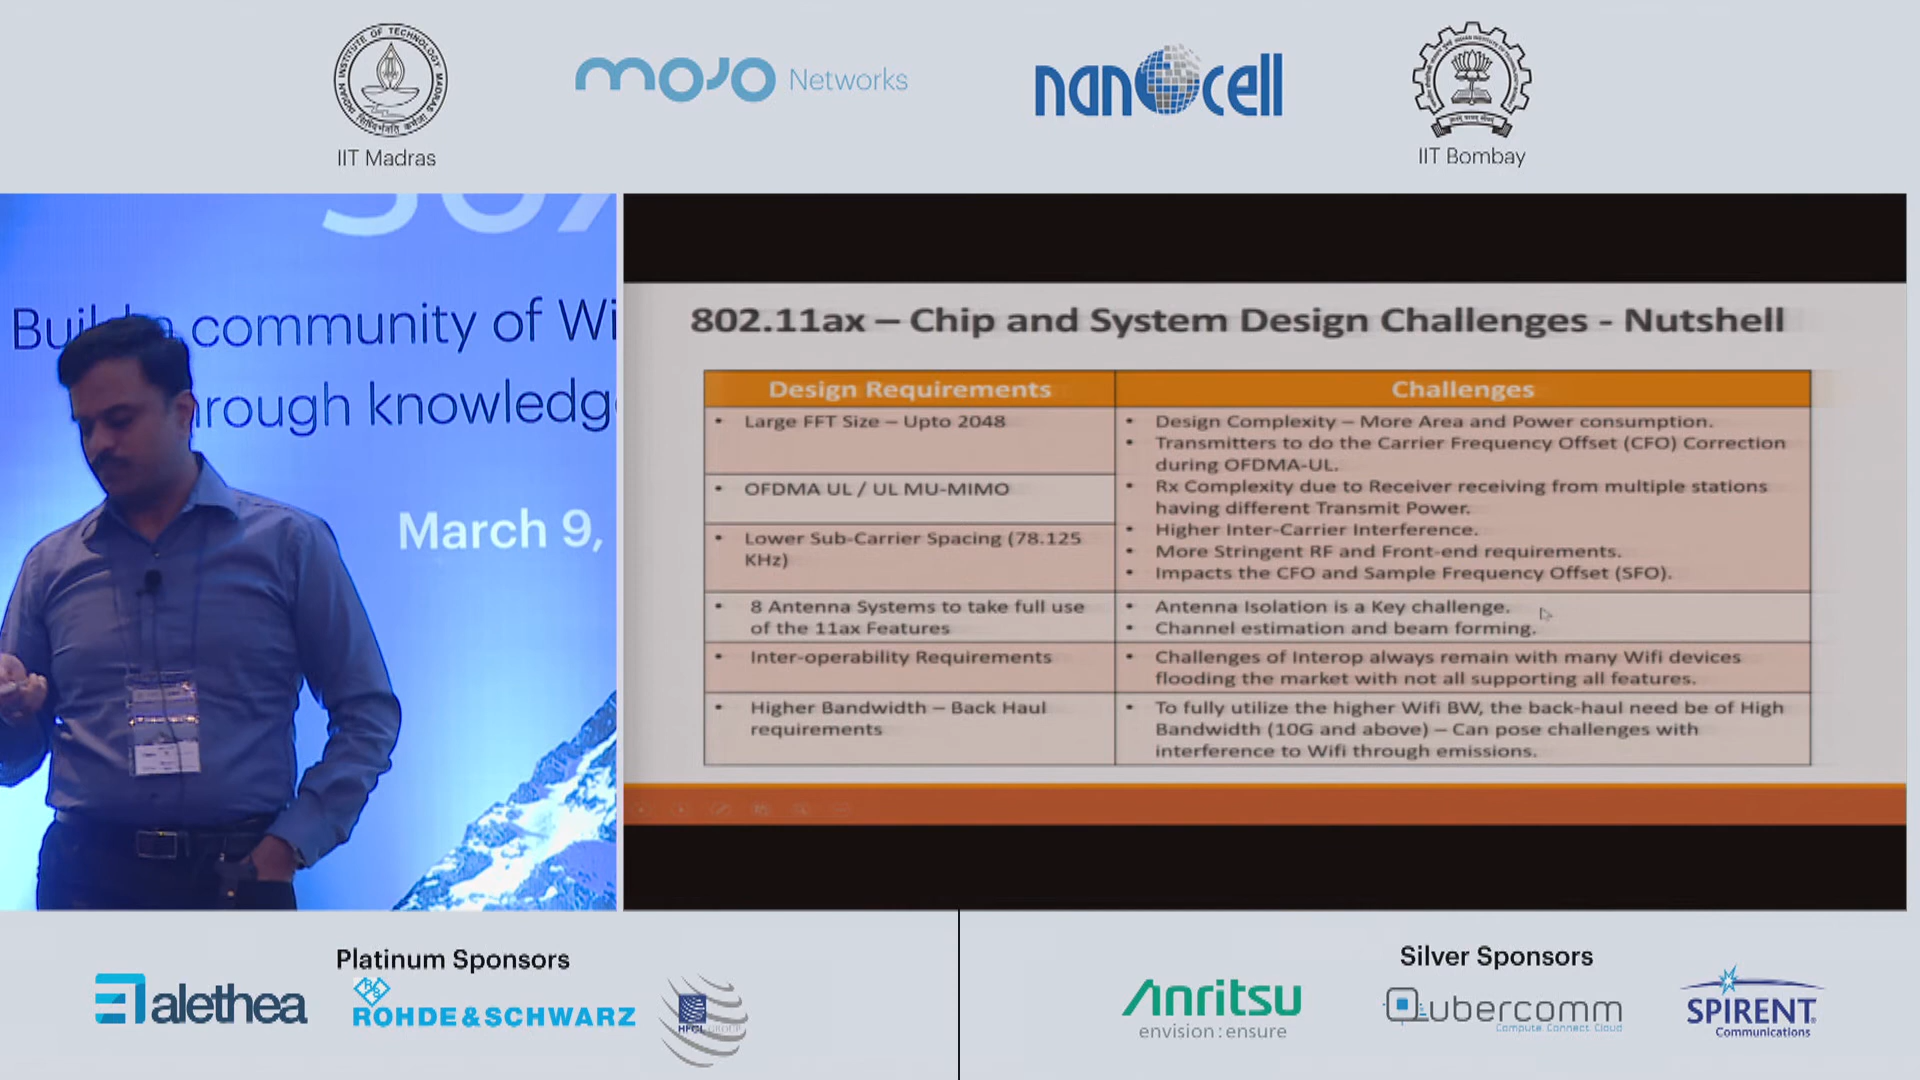 IIT Madras
mojo Networks
nanocell
IIT Bombay
Build a community of Wi
rough knowledg
March 9,
802.11ax – Chip and System Design Challenges - Nutshell
Design Requirements
Challenges
• Large FFT Size – Upto 2048
• OFDMA UL / UL MU-MIMO
• Lower Sub-Carrier Spacing (78.125
KHz)
• Design Complexity – More Area and Power consumption.
• Transmitters to do the Carrier Frequency Offset (CFO) Correction
during OFDMA-UL.
• Rx Complexity due to Receiver receiving from multiple stations
having different Transmit Power.
• Higher Inter-Carrier Interference.
• More Stringent RF and Front-end requirements.
• Impacts the CFO and Sample Frequency Offset (SFO).
• 8 Antenna Systems to take full use
of the 11ax Features
• Antenna Isolation is a Key challenge.
• Channel estimation and beam forming.
• Inter-operability Requirements
• Challenges of Interop always remain with many Wifi devices
flooding the market with not all supporting all features.
• Higher Bandwidth – Back Haul
requirements
• To fully utilize the higher Wifi BW, the back-haul need be of High
Bandwidth (10G and above) – Can pose challenges with
interference to Wifi through emissions.
Platinum Sponsors
alethea
ROHDE & SCHWARZ
HFCL GROUP
Silver Sponsors
Anritsu
envision : ensure
Qubercomm
Compute Connect Cloud
SPIRENT
Communications